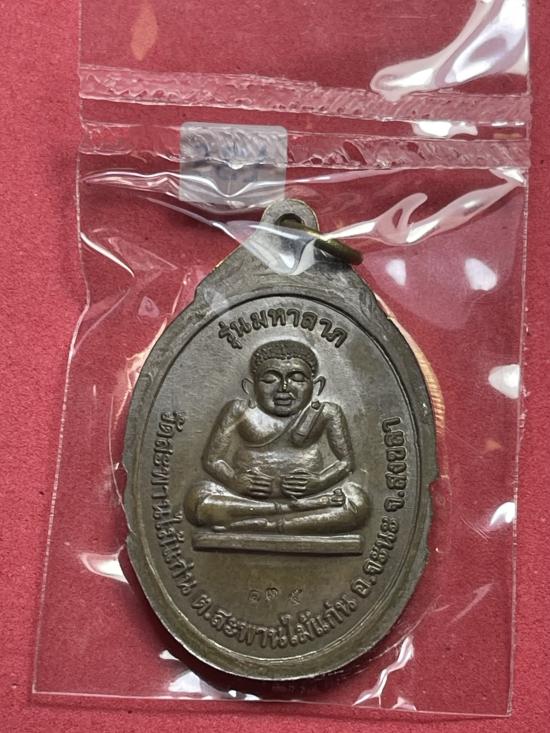 รุ่นมหาลาภ
วัดสะพานไม้แก่น ต.สะพานไม้แก่น อ.จะนะ จ.สงขลา
๑๓๕